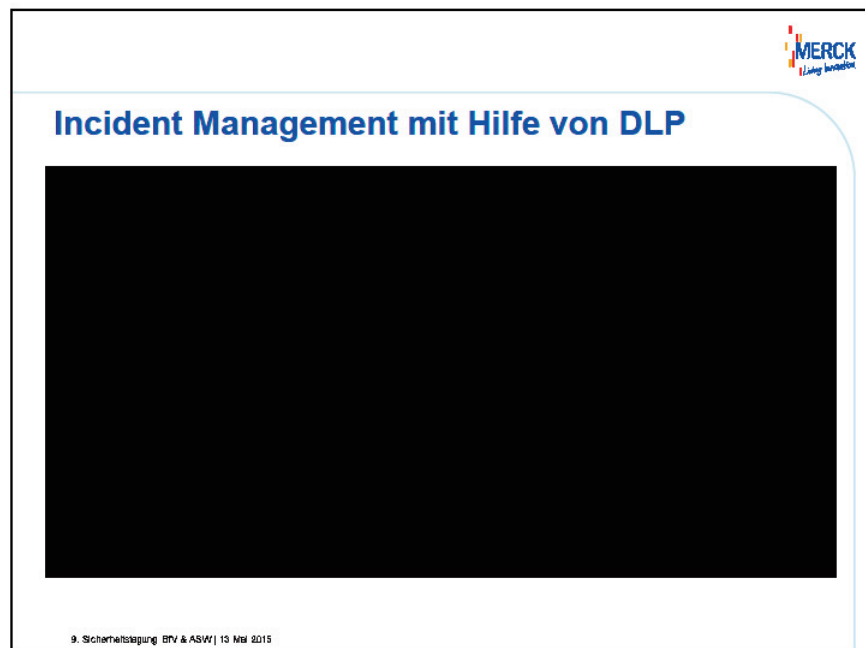 MERCK
Living Innovation
Incident Management mit Hilfe von DLP
9. Sicherheitstagung BfV & ASW | 13 Mai 2015